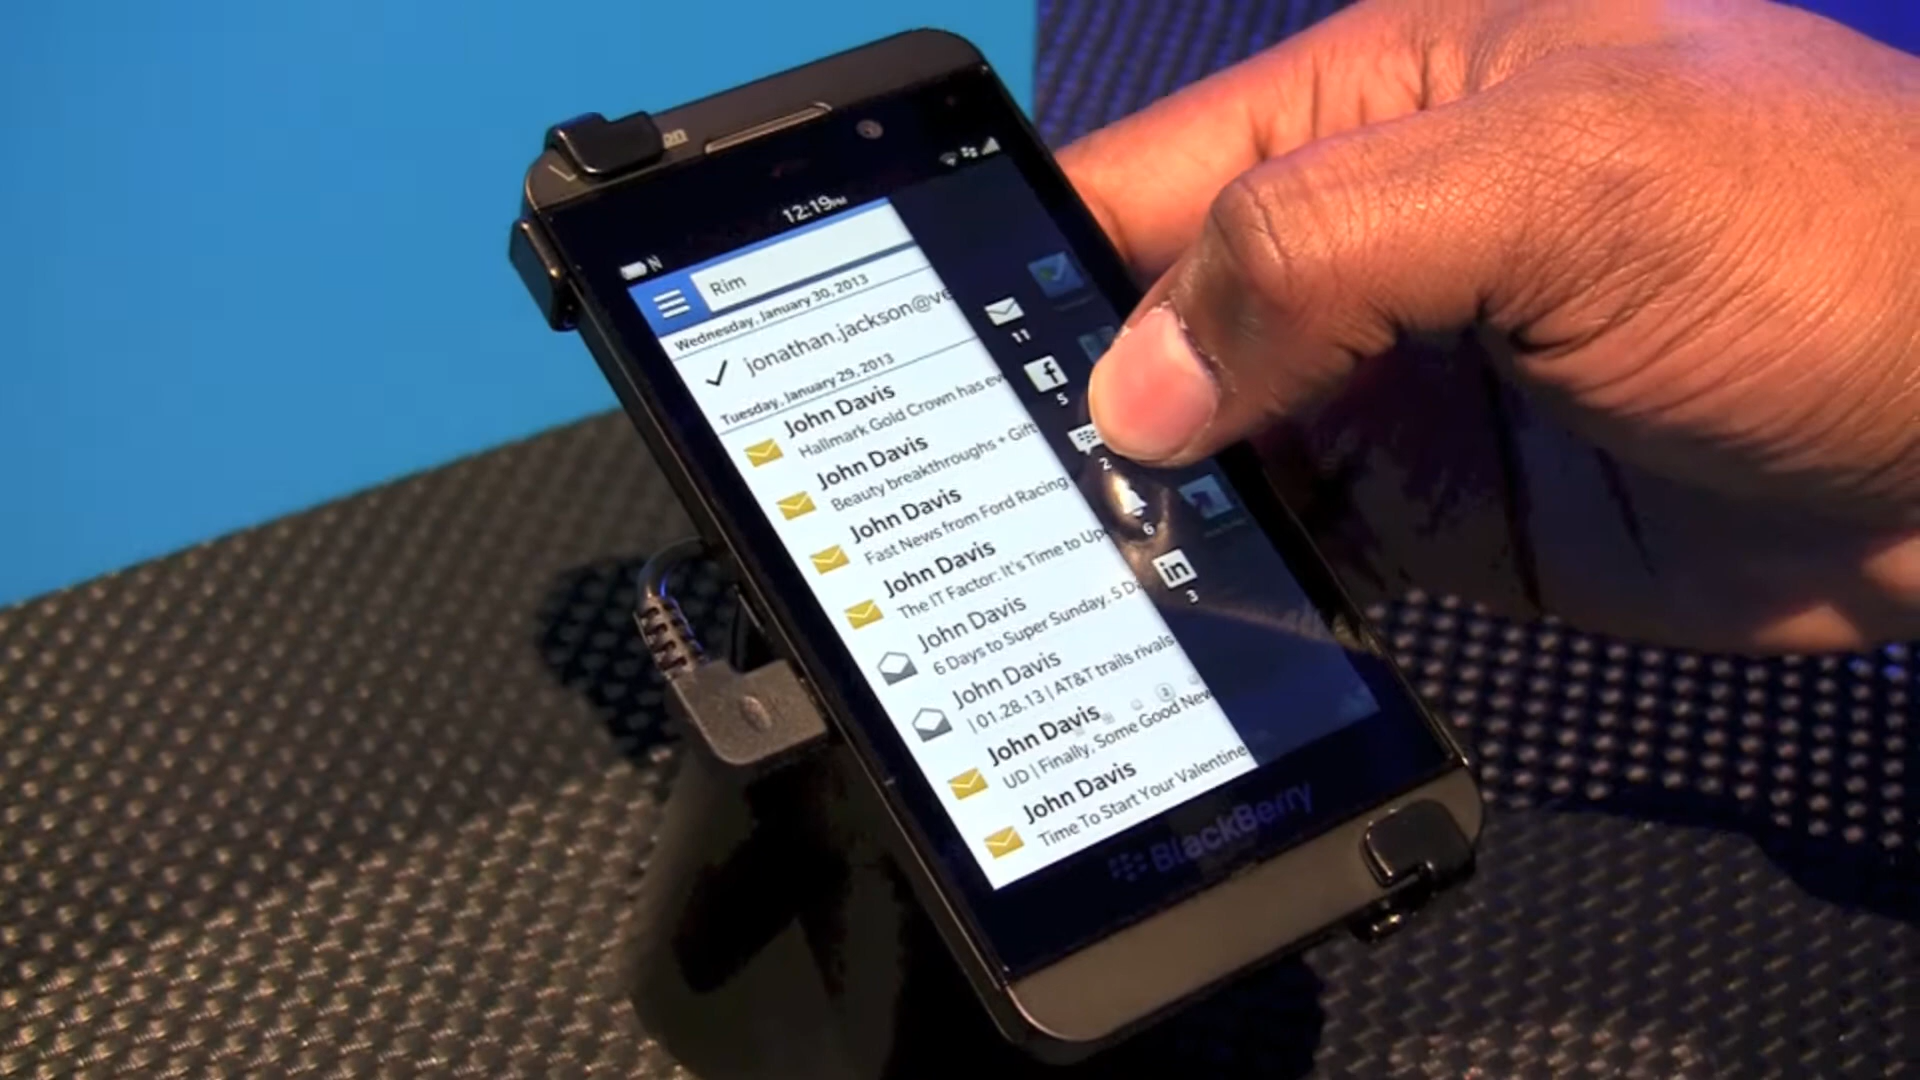 on
12:19PM
N
Rim
Wednesday, January 30, 2013
jonathan.jackson@ve
Tuesday, January 29, 2013
John Davis
Hallmark Gold Crown has ev
John Davis
Beauty breakthroughs + Gift
John Davis
Fast News from Ford Racing
John Davis
The IT Factor: It's Time to Up
John Davis
6 Days to Super Sunday. 5 Da
John Davis
| 01.28.13 | AT&T trails rivals
John Davis
UD | Finally, Some Good New
John Davis
Time To Start Your Valentine
11
f
5
2
6
in
3
BlackBerry